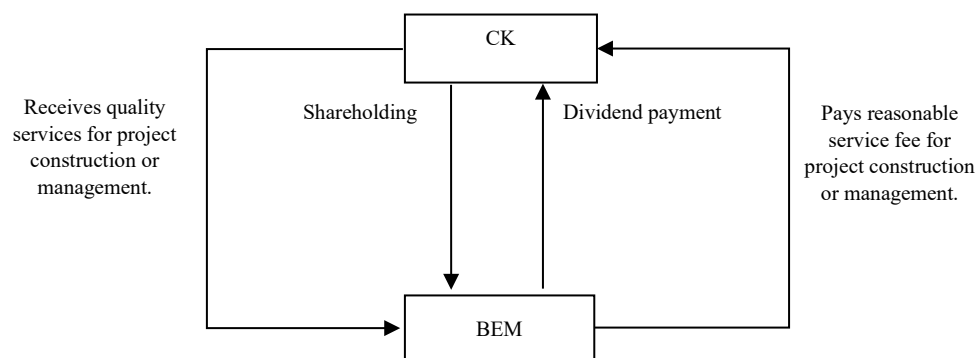 CK
Receives quality
services for project
construction or
management.
Shareholding
Dividend payment
Pays reasonable
service fee for
project construction
or management.
BEM